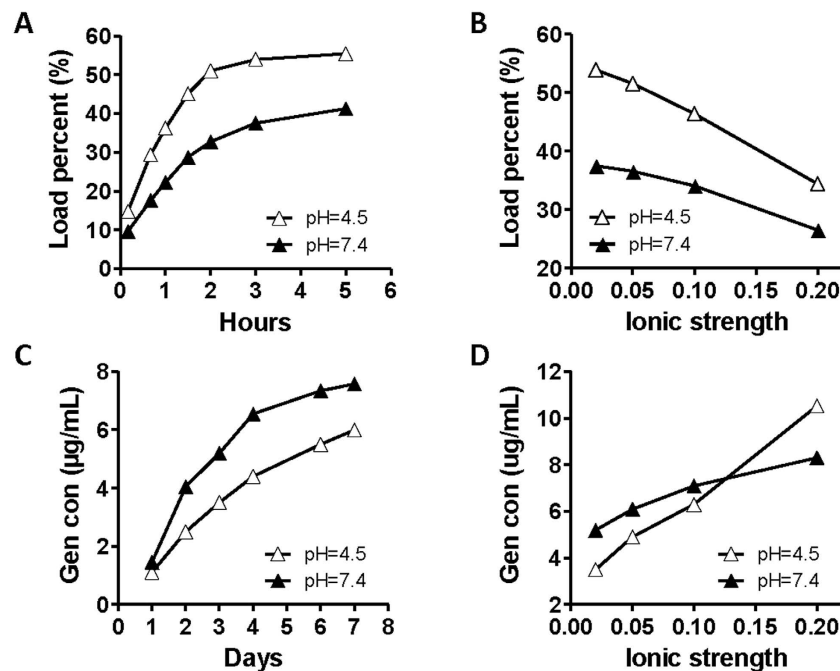 A
Load percent (%)
60
50
40
30
20
10
0
pH=4.5
pH=7.4
0 1 2 3 4 5 6
Hours
B
Load percent (%)
60
50
40
30
20
pH=4.5
pH=7.4
0.00 0.05 0.10 0.15 0.20
Ionic strength
C
Gen con (μg/mL)
8
6
4
2
0
pH=4.5
pH=7.4
0 1 2 3 4 5 6 7 8
Days
D
Gen con (ug/mL)
12
10
8
6
4
2
pH=4.5
pH=7.4
0.00 0.05 0.10 0.15 0.20
Ionic strength